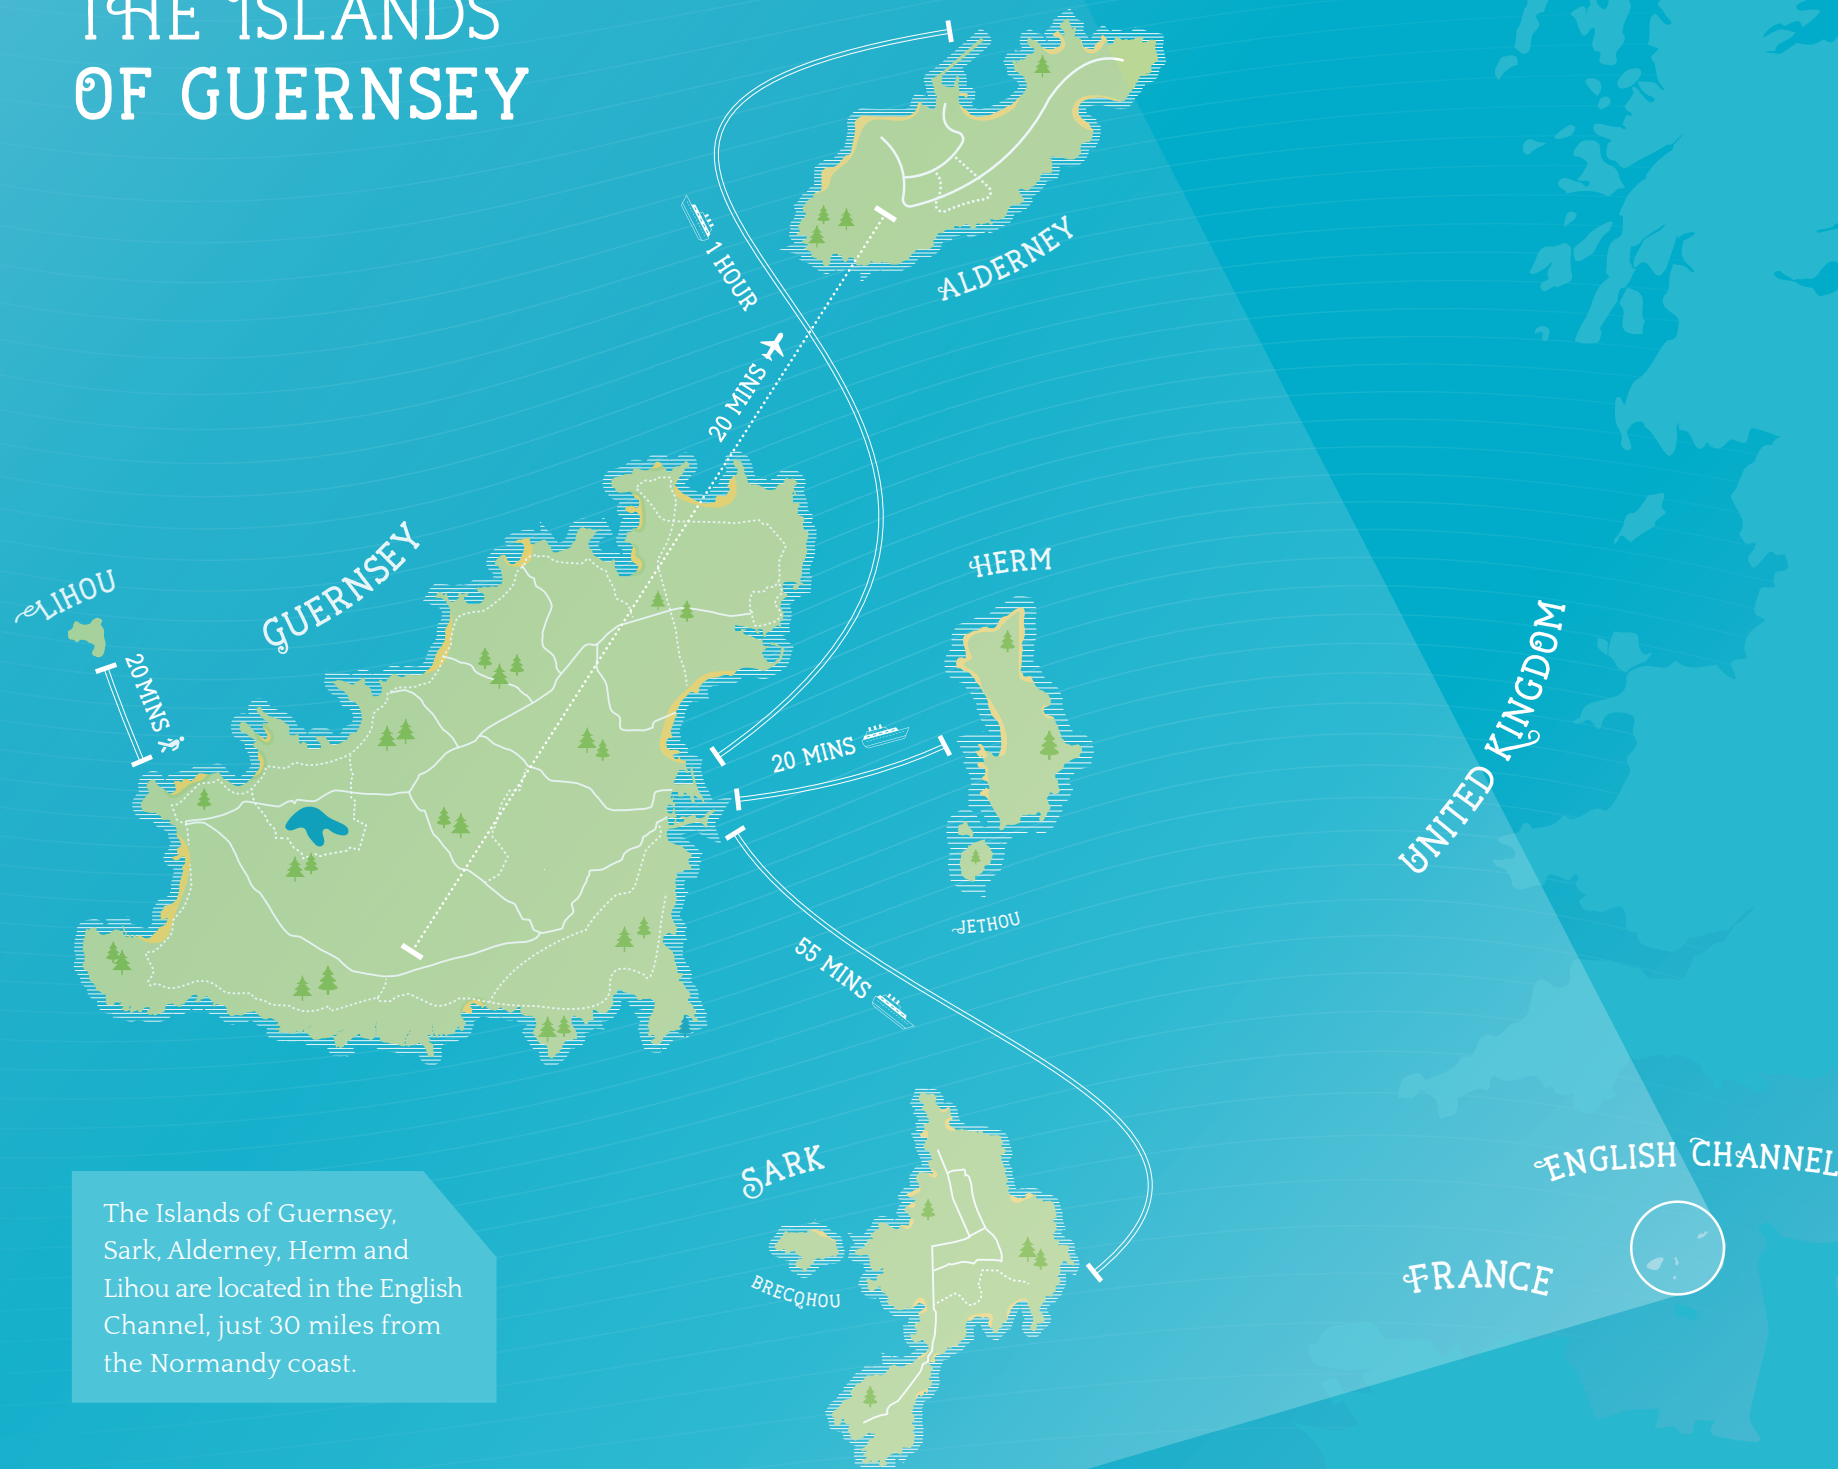 THE ISLANDS
OF GUERNSEY
ALDERNEY
1 HOUR
20 MINS
GUERNSEY
LIHOU
20 MINS
HERM
20 MINS
JETHOU
55 MINS
UNITED KINGDOM
SARK
BRECQHOU
ENGLISH CHANNEL
FRANCE
The Islands of Guernsey,
Sark, Alderney, Herm and
Lihou are located in the English
Channel, just 30 miles from
the Normandy coast.